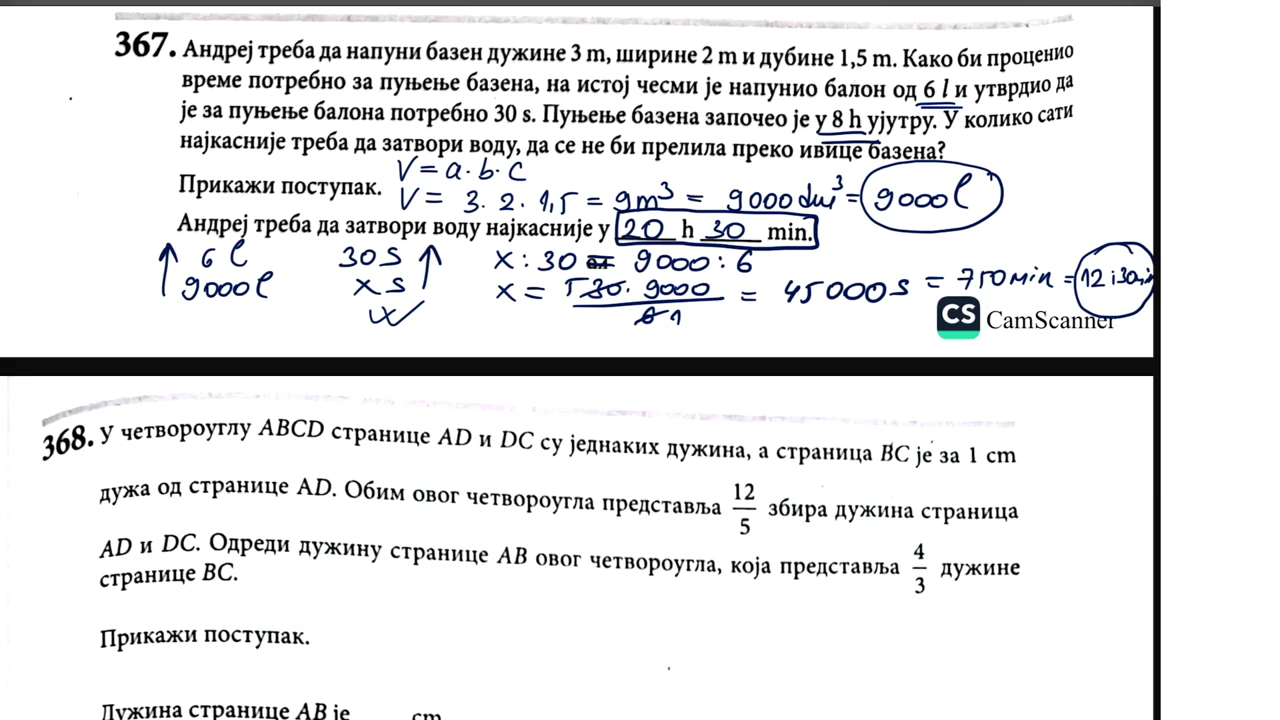 367. Андреј треба да напуни базен дужине 3 m, ширине 2 m и дубине 1,5 m. Како би проценио
време потребно за пуњење базена, на истој чесми је напунио балон од 6 l и утврдио да
је за пуњење балона потребно 30 s. Пуњење базена започео је у 8 h ујутру. У колико сати
најкасније треба да затвори воду, да се не би прелила преко ивице базена?
V = a · b · c
Прикажи поступак.
V = 3 · 2 · 1,5 = 9m³ = 9000 dm³ = 9000 l
Андреј треба да затвори воду најкасније у 20 h 30 min.
6 l 30 s x : 30 = 9000 : 6
9000 l x s x = 5 30 · 9000 / 6 1 = 45000 s = 750 min = 12 i 30 min
CS CamScanner
368. У четвороуглу ABCD странице AD и DC су једнаких дужина, а страница BC је за 1 cm
дужа од странице AD. Обим овог четвороугла представља 12/5 збира дужина страница
AD и DC. Одреди дужину странице AB овог четвороугла, која представља 4/3 дужине
странице BC.
Прикажи поступак.
Дужина странице AB је ____ cm